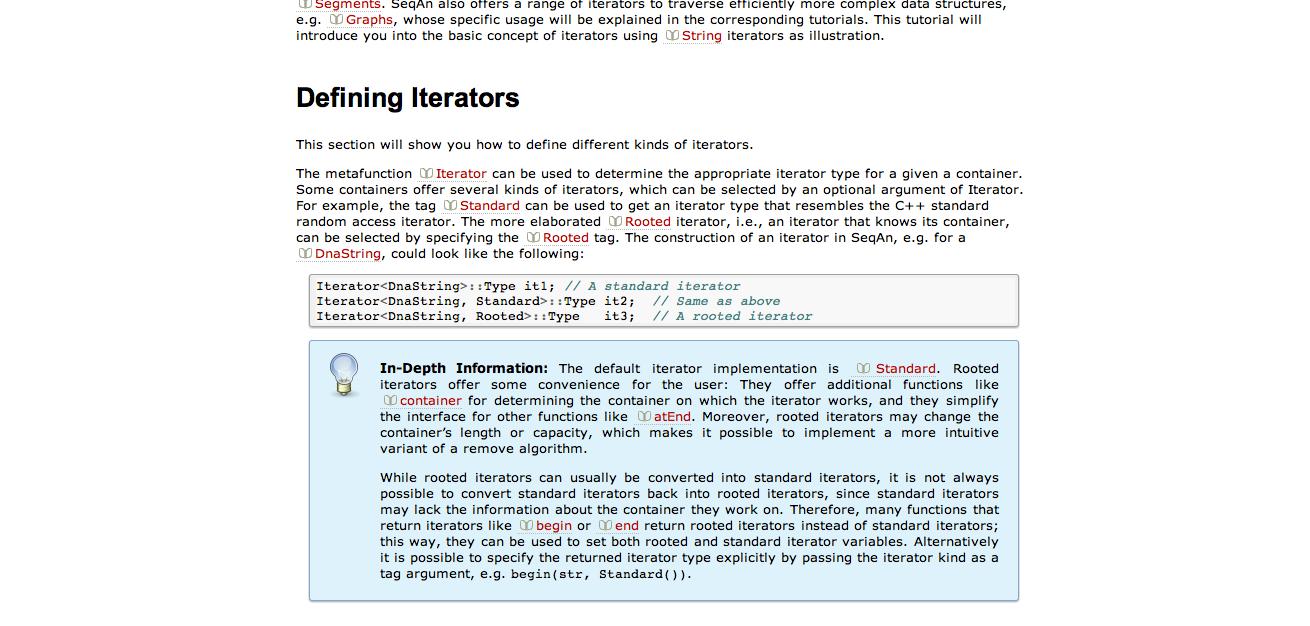 Segments. SeqAn also offers a range of iterators to traverse efficiently more complex data structures,
e.g. Graphs, whose specific usage will be explained in the corresponding tutorials. This tutorial will
introduce you into the basic concept of iterators using String iterators as illustration.
Defining Iterators
This section will show you how to define different kinds of iterators.
The metafunction Iterator can be used to determine the appropriate iterator type for a given a container.
Some containers offer several kinds of iterators, which can be selected by an optional argument of Iterator.
For example, the tag Standard can be used to get an iterator type that resembles the C++ standard
random access iterator. The more elaborated Rooted iterator, i.e., an iterator that knows its container,
can be selected by specifying the Rooted tag. The construction of an iterator in SeqAn, e.g. for a
DnaString, could look like the following:
Iterator<DnaString>::Type it1; // A standard iterator
Iterator<DnaString, Standard>::Type it2;  // Same as above
Iterator<DnaString, Rooted>::Type   it3;  // A rooted iterator
In-Depth Information: The default iterator implementation is Standard. Rooted
iterators offer some convenience for the user: They offer additional functions like
container for determining the container on which the iterator works, and they simplify
the interface for other functions like atEnd. Moreover, rooted iterators may change the
container’s length or capacity, which makes it possible to implement a more intuitive
variant of a remove algorithm.
While rooted iterators can usually be converted into standard iterators, it is not always
possible to convert standard iterators back into rooted iterators, since standard iterators
may lack the information about the container they work on. Therefore, many functions that
return iterators like begin or end return rooted iterators instead of standard iterators;
this way, they can be used to set both rooted and standard iterator variables. Alternatively
it is possible to specify the returned iterator type explicitly by passing the iterator kind as a
tag argument, e.g. begin(str, Standard()).